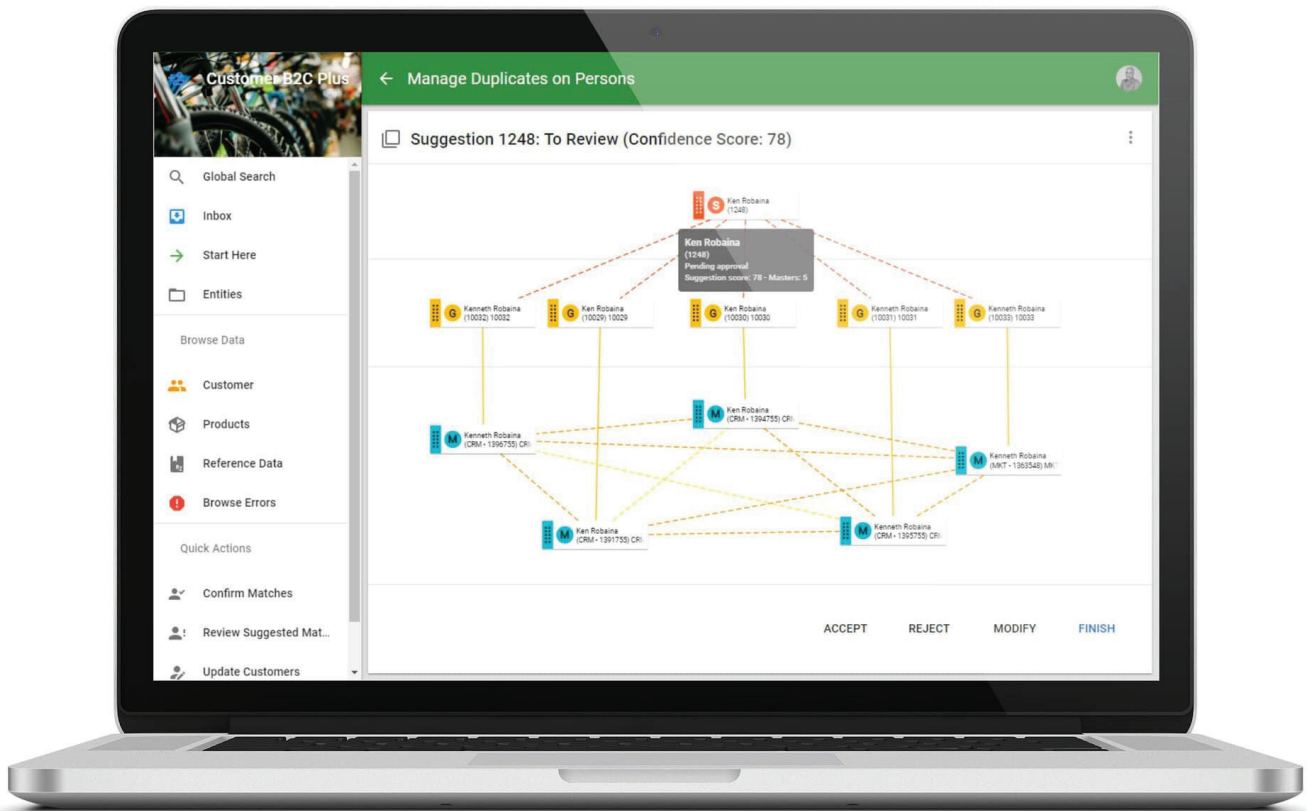 Customer B2C Plus
Manage Duplicates on Persons
Suggestion 1248: To Review (Confidence Score: 78)
Global Search
Inbox
Start Here
Entities
Browse Data
Customer
Products
Reference Data
Browse Errors
Quick Actions
Confirm Matches
Review Suggested Mat...
Update Customers
S
Ken Robaina
(1248)
Ken Robaina
(1248)
Pending approval
Suggestion score: 78 - Masters: 5
G
Kenneth Robaina
(10032) 10032
G
Ken Robaina
(10029) 10029
G
Ken Robaina
(10030) 10030
G
Kenneth Robaina
(10031) 10031
G
Kenneth Robaina
(10033) 10033
M
Ken Robaina
(CRM - 1394755) CR
M
Kenneth Robaina
(CRM - 1396755) CR
M
Kenneth Robaina
(MKT - 1363548) MK
M
Ken Robaina
(CRM - 1391755) CR
M
Kenneth Robaina
(CRM - 1395755) CR
ACCEPT
REJECT
MODIFY
FINISH